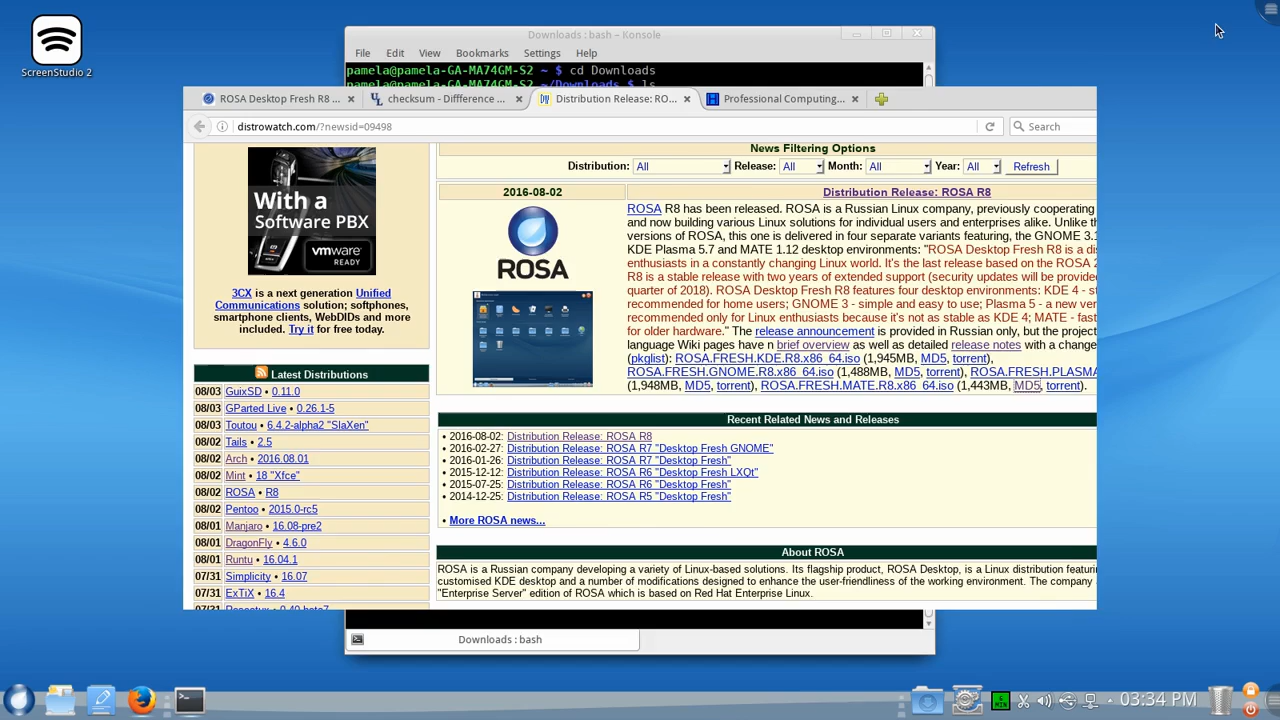 ScreenStudio 2
Downloads : bash – Konsole
File Edit View Bookmarks Settings Help
pamela@pamela-GA-MA74GM-S2 ~ $ cd Downloads
pamela@pamela-GA-MA74GM-S2 ~/Downloads $ ls
ROSA Desktop Fresh R8 ... checksum - Diffference ... Distribution Release: RO... Professional Computing...
distrowatch.com/?newsid=09498 Search
With a
Software PBX
vmware
READY
3CX is a next generation Unified
Communications solution; softphones,
smartphone clients, WebDIDs and more
included. Try it for free today.
Latest Distributions
08/03 GuixSD • 0.11.0
08/03 GParted Live • 0.26.1-5
08/03 Toutou • 6.4.2-alpha2 "SlaXen"
08/02 Tails • 2.5
08/02 Arch • 2016.08.01
08/02 Mint • 18 "Xfce"
08/02 ROSA • R8
08/02 Pentoo • 2015.0-rc5
08/01 Manjaro • 16.08-pre2
08/01 DragonFly • 4.6.0
08/01 Runtu • 16.04.1
07/31 Simplicity • 16.07
07/31 ExTiX • 16.4
News Filtering Options
Distribution: All Release: All Month: All Year: All Refresh
2016-08-02 Distribution Release: ROSA R8
ROSA
ROSA R8 has been released. ROSA is a Russian Linux company, previously cooperating
and now building various Linux solutions for individual users and enterprises alike. Unlike th
versions of ROSA, this one is delivered in four separate variants featuring, the GNOME 3.1
KDE Plasma 5.7 and MATE 1.12 desktop environments: "ROSA Desktop Fresh R8 is a dis
enthusiasts in a constantly changing Linux world. It's the last release based on the ROSA 2
R8 is a stable release with two years of extended support (security updates will be provided
quarter of 2018). ROSA Desktop Fresh R8 features four desktop environments: KDE 4 - st
recommended for home users; GNOME 3 - simple and easy to use; Plasma 5 - a new ver
recommended only for Linux enthusiasts because it's not as stable as KDE 4; MATE - fast
for older hardware." The release announcement is provided in Russian only, but the project
language Wiki pages have n brief overview as well as detailed release notes with a change
(pkglist): ROSA.FRESH.KDE.R8.x86_64.iso (1,945MB, MD5, torrent),
ROSA.FRESH.GNOME.R8.x86_64.iso (1,488MB, MD5, torrent), ROSA.FRESH.PLASMA
(1,948MB, MD5, torrent), ROSA.FRESH.MATE.R8.x86_64.iso (1,443MB, MD5, torrent).
Recent Related News and Releases
• 2016-08-02: Distribution Release: ROSA R8
• 2016-02-27: Distribution Release: ROSA R7 "Desktop Fresh GNOME"
• 2016-01-26: Distribution Release: ROSA R7 "Desktop Fresh"
• 2015-12-12: Distribution Release: ROSA R6 "Desktop Fresh LXQt"
• 2015-07-25: Distribution Release: ROSA R6 "Desktop Fresh"
• 2014-12-25: Distribution Release: ROSA R5 "Desktop Fresh"
• More ROSA news...
About ROSA
ROSA is a Russian company developing a variety of Linux-based solutions. Its flagship product, ROSA Desktop, is a Linux distribution featurin
customised KDE desktop and a number of modifications designed to enhance the user-friendliness of the working environment. The company
"Enterprise Server" edition of ROSA which is based on Red Hat Enterprise Linux.
Downloads : bash
03:34 PM